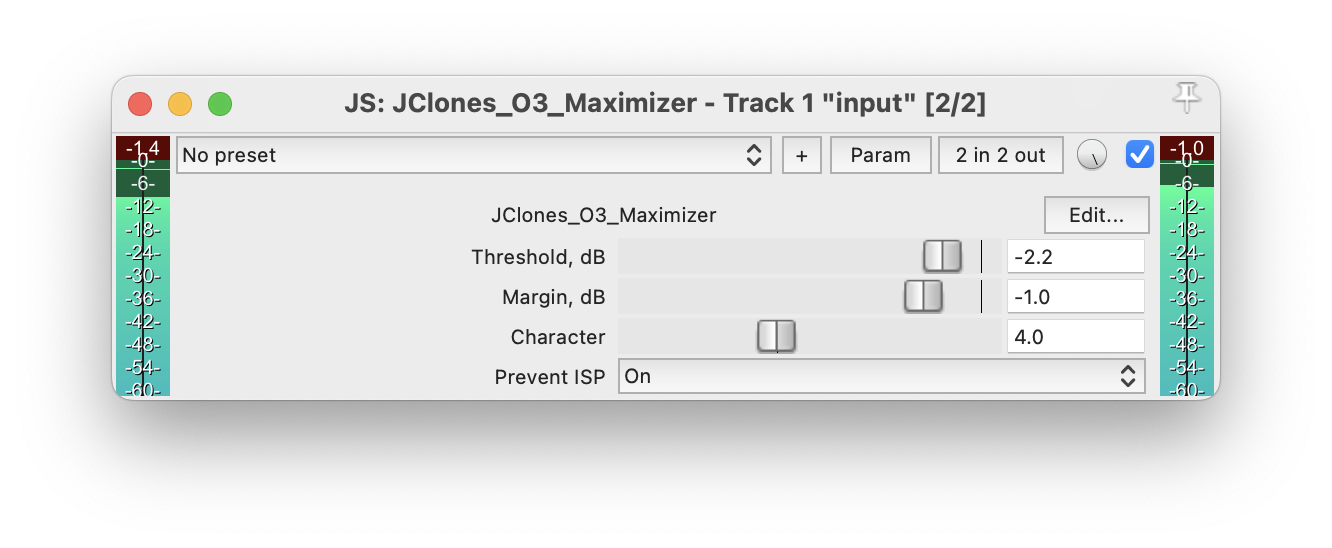 JS: JClones_O3_Maximizer - Track 1 "input" [2/2]
-1.4
-0-
-6-
-12-
-18-
-24-
-30-
-36-
-42-
-48-
-54-
-60-
No preset
+
Param
2 in 2 out
JClones_O3_Maximizer
Edit...
Threshold, dB
-2.2
Margin, dB
-1.0
Character
4.0
Prevent ISP
On
-1.0
-0-
-6-
-12-
-18-
-24-
-30-
-36-
-42-
-48-
-54-
-60-